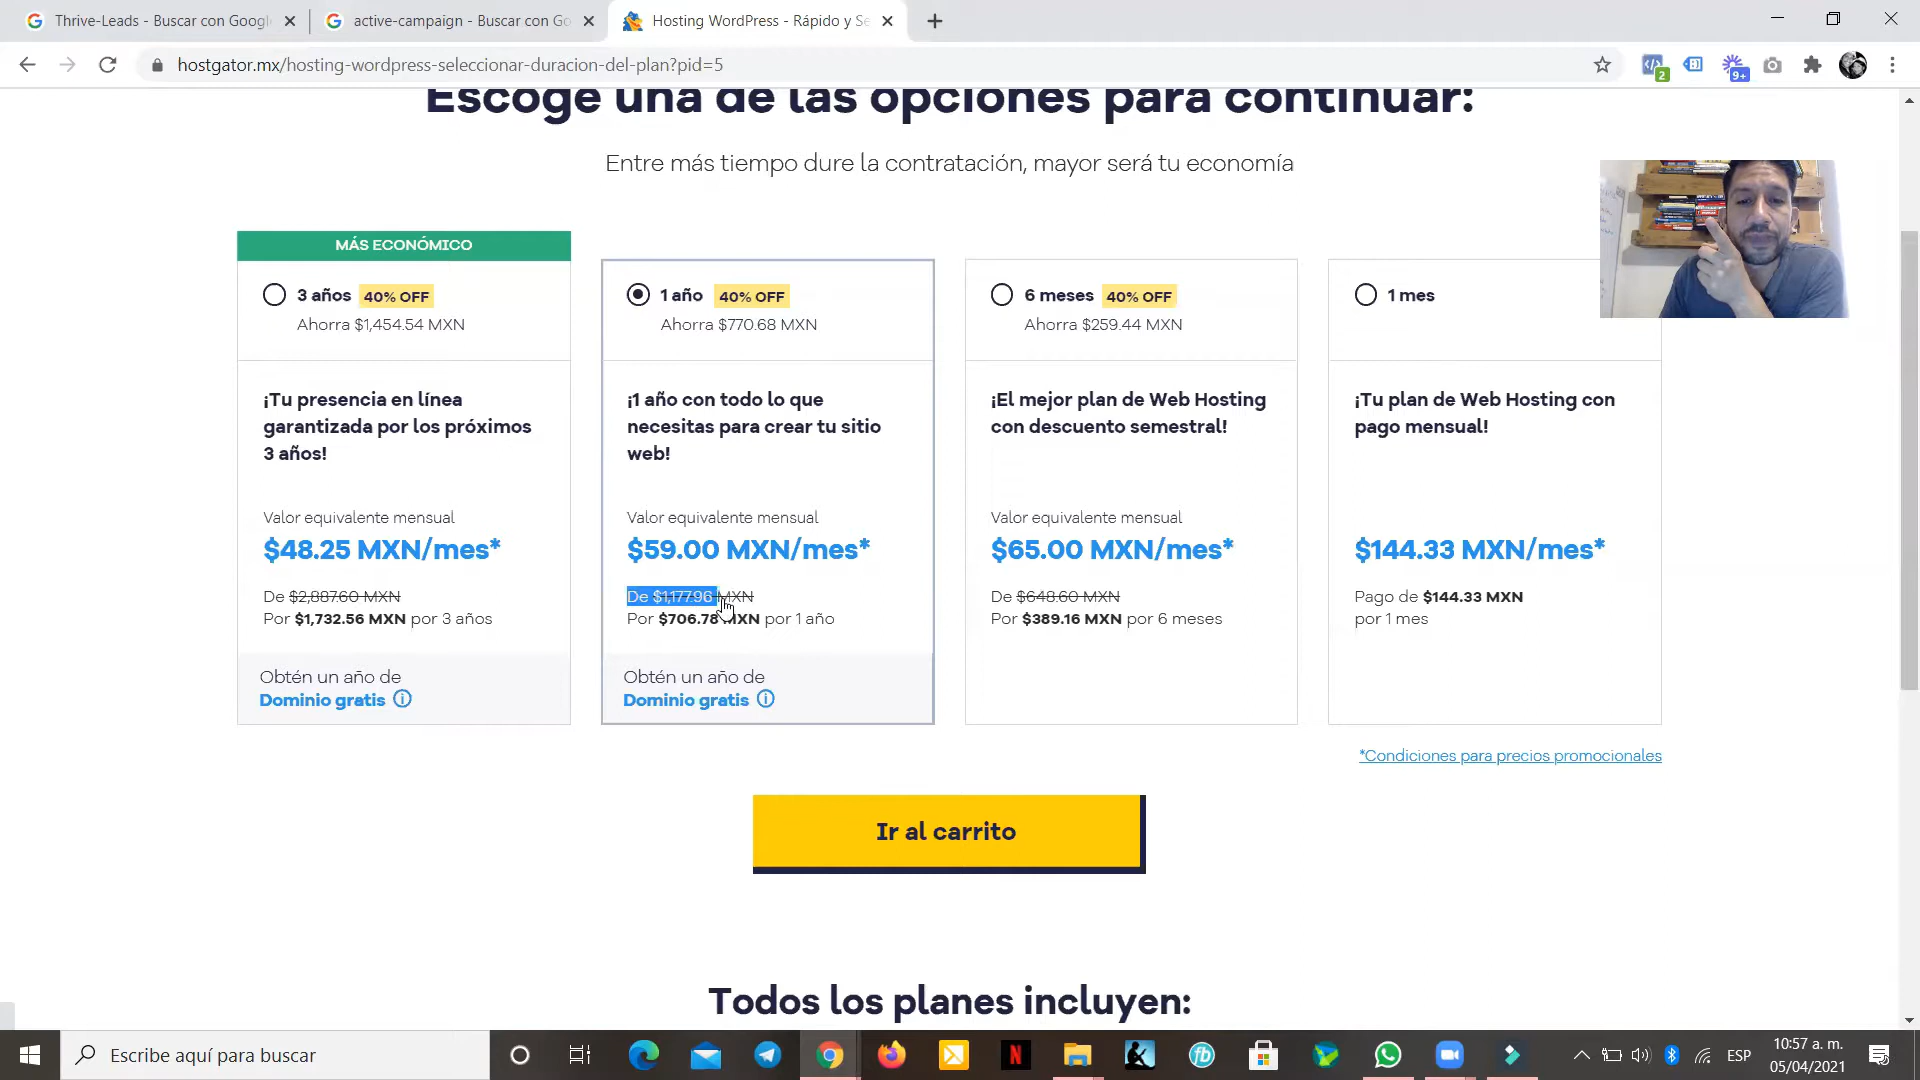 Thrive-Leads - Buscar con Googl
active-campaign - Buscar con Go
Hosting WordPress - Rápido y Se
hostgator.mx/hosting-wordpress-seleccionar-duracion-del-plan?pid=5
2
9+
Escoge una de las opciones para continuar:
Entre más tiempo dure la contratación, mayor será tu economía
MÁS ECONÓMICO
3 años 40% OFF
Ahorra $1,454.54 MXN
¡Tu presencia en línea
garantizada por los próximos
3 años!
Valor equivalente mensual
$48.25 MXN/mes*
De $2,887.60 MXN
Por $1,732.56 MXN por 3 años
Obtén un año de
Dominio gratis
1 año 40% OFF
Ahorra $770.68 MXN
¡1 año con todo lo que
necesitas para crear tu sitio
web!
Valor equivalente mensual
$59.00 MXN/mes*
De $1,177.96 MXN
Por $706.78 MXN por 1 año
Obtén un año de
Dominio gratis
6 meses 40% OFF
Ahorra $259.44 MXN
¡El mejor plan de Web Hosting
con descuento semestral!
Valor equivalente mensual
$65.00 MXN/mes*
De $648.60 MXN
Por $389.16 MXN por 6 meses
1 mes
¡Tu plan de Web Hosting con
pago mensual!
$144.33 MXN/mes*
Pago de $144.33 MXN
por 1 mes
*Condiciones para precios promocionales
Ir al carrito
Todos los planes incluyen:
Escribe aquí para buscar
ESP
10:57 a. m.
05/04/2021